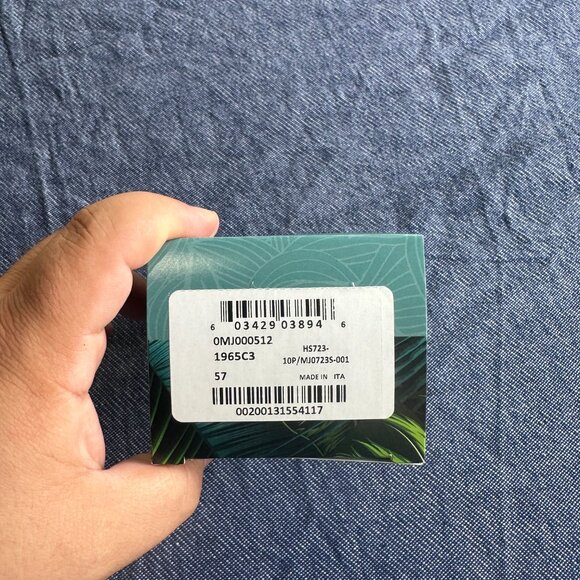 6 03429 03894 6
0MJ000512
1965C3
HS723-
10P/MJ0723S-001
57
MADE IN ITA
00200131554117